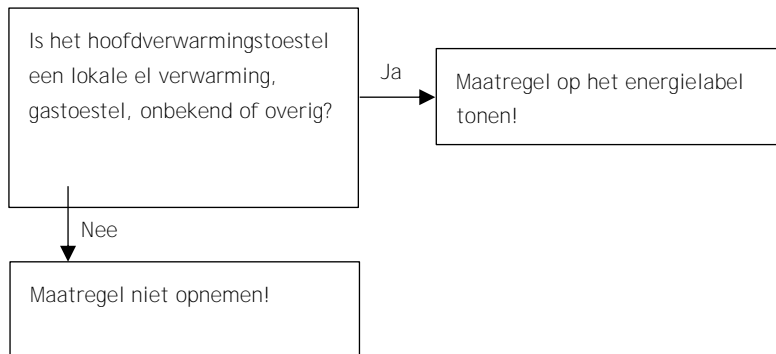 Is het hoofdverwarmingstoestel
een lokale el verwarming,
gastoestel, onbekend of overig?
Ja
Maatregel op het energielabel
tonen!
Nee
Maatregel niet opnemen!